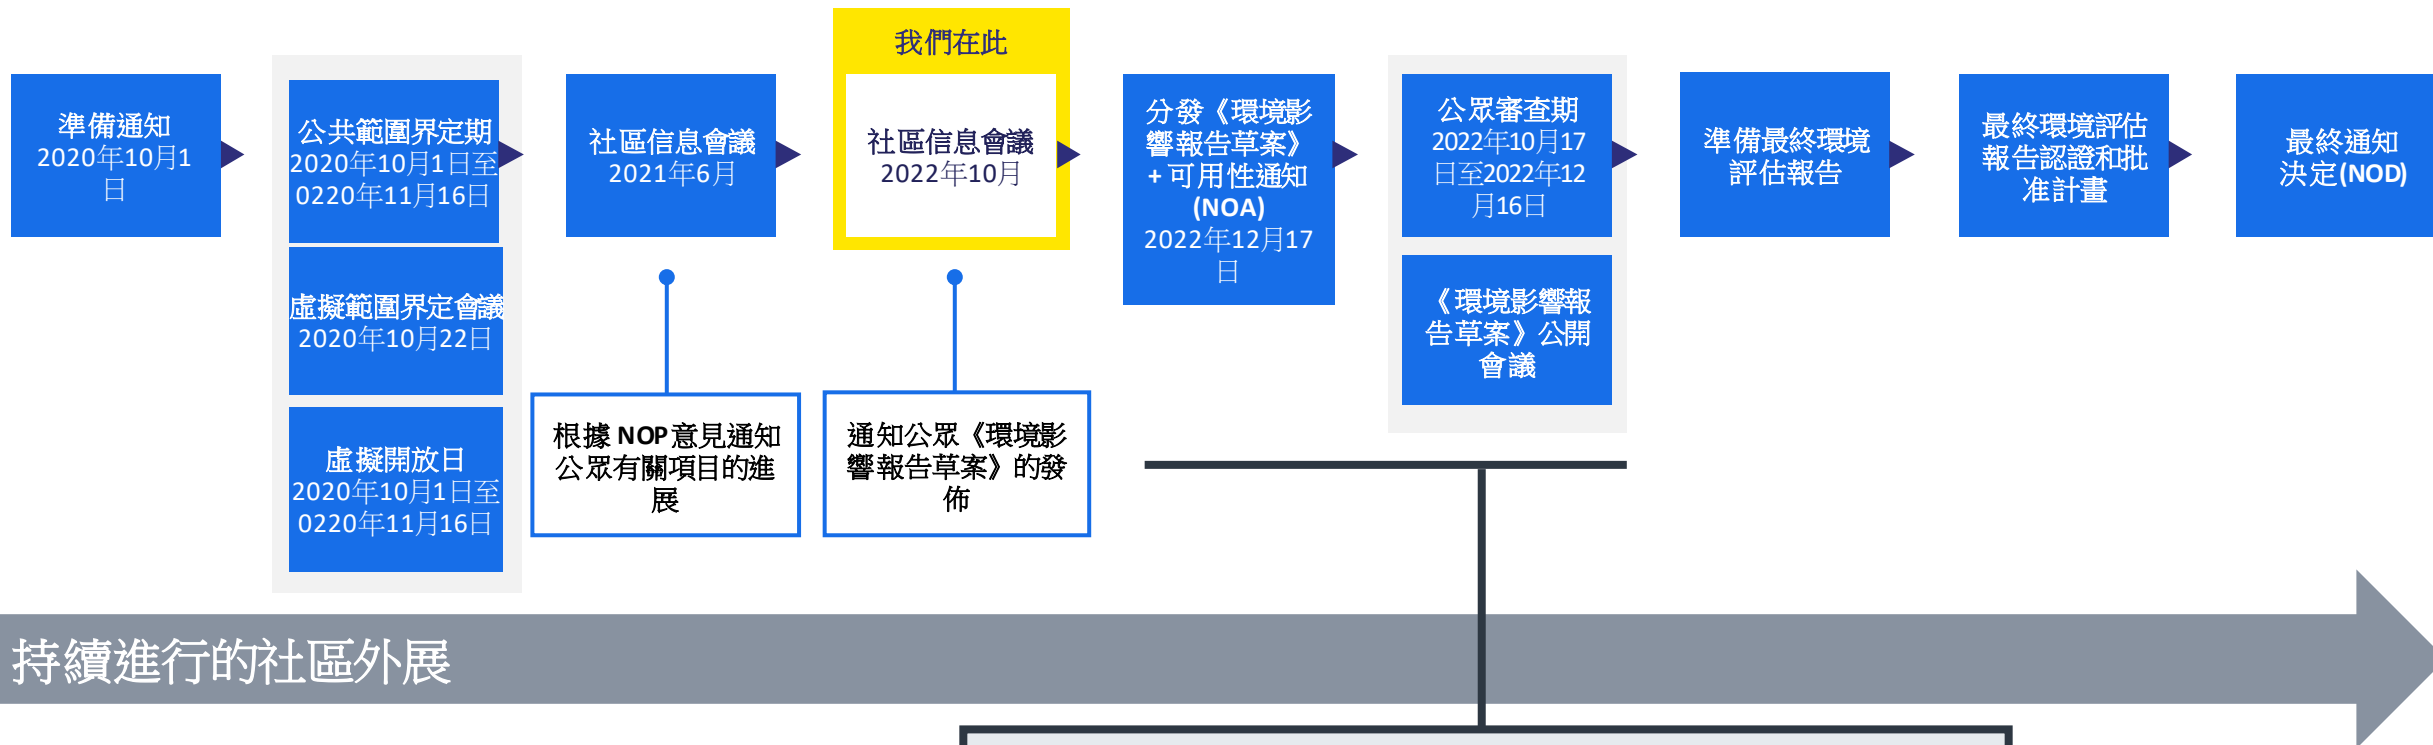 我們在此
準備通知
2020年10月1
日
公共範圍界定期
2020年10月1日至
0220年11月16日
虛擬範圍界定會議
2020年10月22日
虛擬開放日
2020年10月1日至
0220年11月16日
社區信息會議
2021年6月
根據 NOP意見通知
公眾有關項目的進
展
社區信息會議
2022年10月
通知公眾《環境影
響報告草案》的發
佈
分發《環境影
響報告草案》
+ 可用性通知
(NOA)
2022年12月17
日
公眾審查期
2022年10月17
日至2022年12
月16日
《環境影響報
告草案》公開
會議
準備最終環境
評估報告
最終環境評估
報告認證和批
准計畫
最終通知
決定(NOD)
持續進行的社區外展